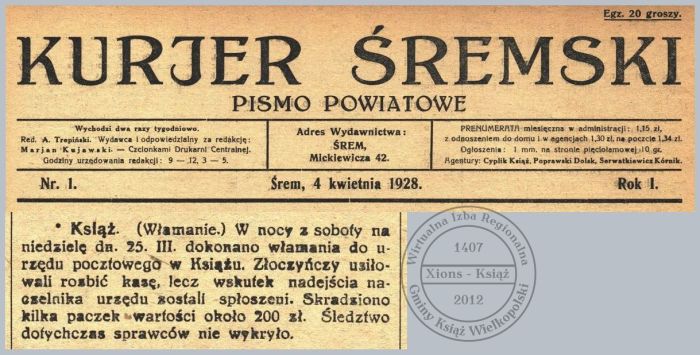 Egz. 20 groszy.
KURJER ŚREMSKI
PISMO POWIATOWE
Wychodzi dwa razy tygodniowo.
Red. A. Trepiński. Wydawca i odpowiedzialny za redakcję:
Marjan Kujawski. — Czcionkami Drukarni Centralnej.
Godziny urzędowania redakcji: 9 — 12, 3 — 5.
Adres Wydawnictwa:
ŚREM,
Mickiewicza 42.
PRENUMERATA miesięczna w administracji: 1,15 zł,
z odnoszeniem do domu i w agencjach 1,30 zł, na poczcie 1,34 zł.
Ogłoszenia: 1 mm. na stronie pięciołamowej 10 gr.
Agentury: Cyplik Książ, Poprawski Dolsk, Serwatkiewicz Kórnik.
Nr. 1.
Śrem, 4 kwietnia 1928.
Rok I.
* Książ. (Włamanie.) W nocy z soboty na
niedzielę dn. 25. III. dokonano włamania do u-
rzędu pocztowego w Książu. Złoczyńczy usiło-
wali rozbić kasę, lecz wskutek nadejścia na-
czelnika urzędu zostali spłoszeni. Skradziono
kilka paczek wartości około 200 zł. Śledztwo
dotychczas sprawców nie wykryło.
Wirtualna Izba Regionalna
1407
Xions - Książ
2012
Gminy Książ Wielkopolski